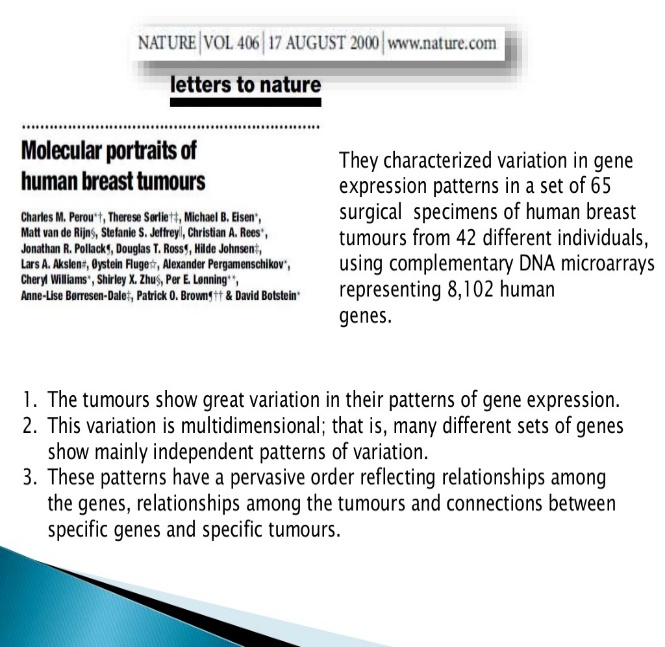 NATURE|VOL 406|17 AUGUST 2000|www.nature.com
letters to nature
Molecular portraits of
human breast tumours
Charles M. Perou*†, Therese Sørlie†‡, Michael B. Eisen*,
Matt van de Rijn§, Stefanie S. Jeffrey||, Christian A. Rees*,
Jonathan R. Pollack¶, Douglas T. Ross¶, Hilde Johnsen‡,
Lars A. Akslen#, Øystein Fluge☆, Alexander Pergamenschikov*,
Cheryl Williams*, Shirley X. Zhu§, Per E. Lønning**,
Anne-Lise Børresen-Dale‡, Patrick O. Brown¶†† & David Botstein*
They characterized variation in gene
expression patterns in a set of 65
surgical specimens of human breast
tumours from 42 different individuals,
using complementary DNA microarrays
representing 8,102 human
genes.
1. The tumours show great variation in their patterns of gene expression.
2. This variation is multidimensional; that is, many different sets of genes
show mainly independent patterns of variation.
3. These patterns have a pervasive order reflecting relationships among
the genes, relationships among the tumours and connections between
specific genes and specific tumours.